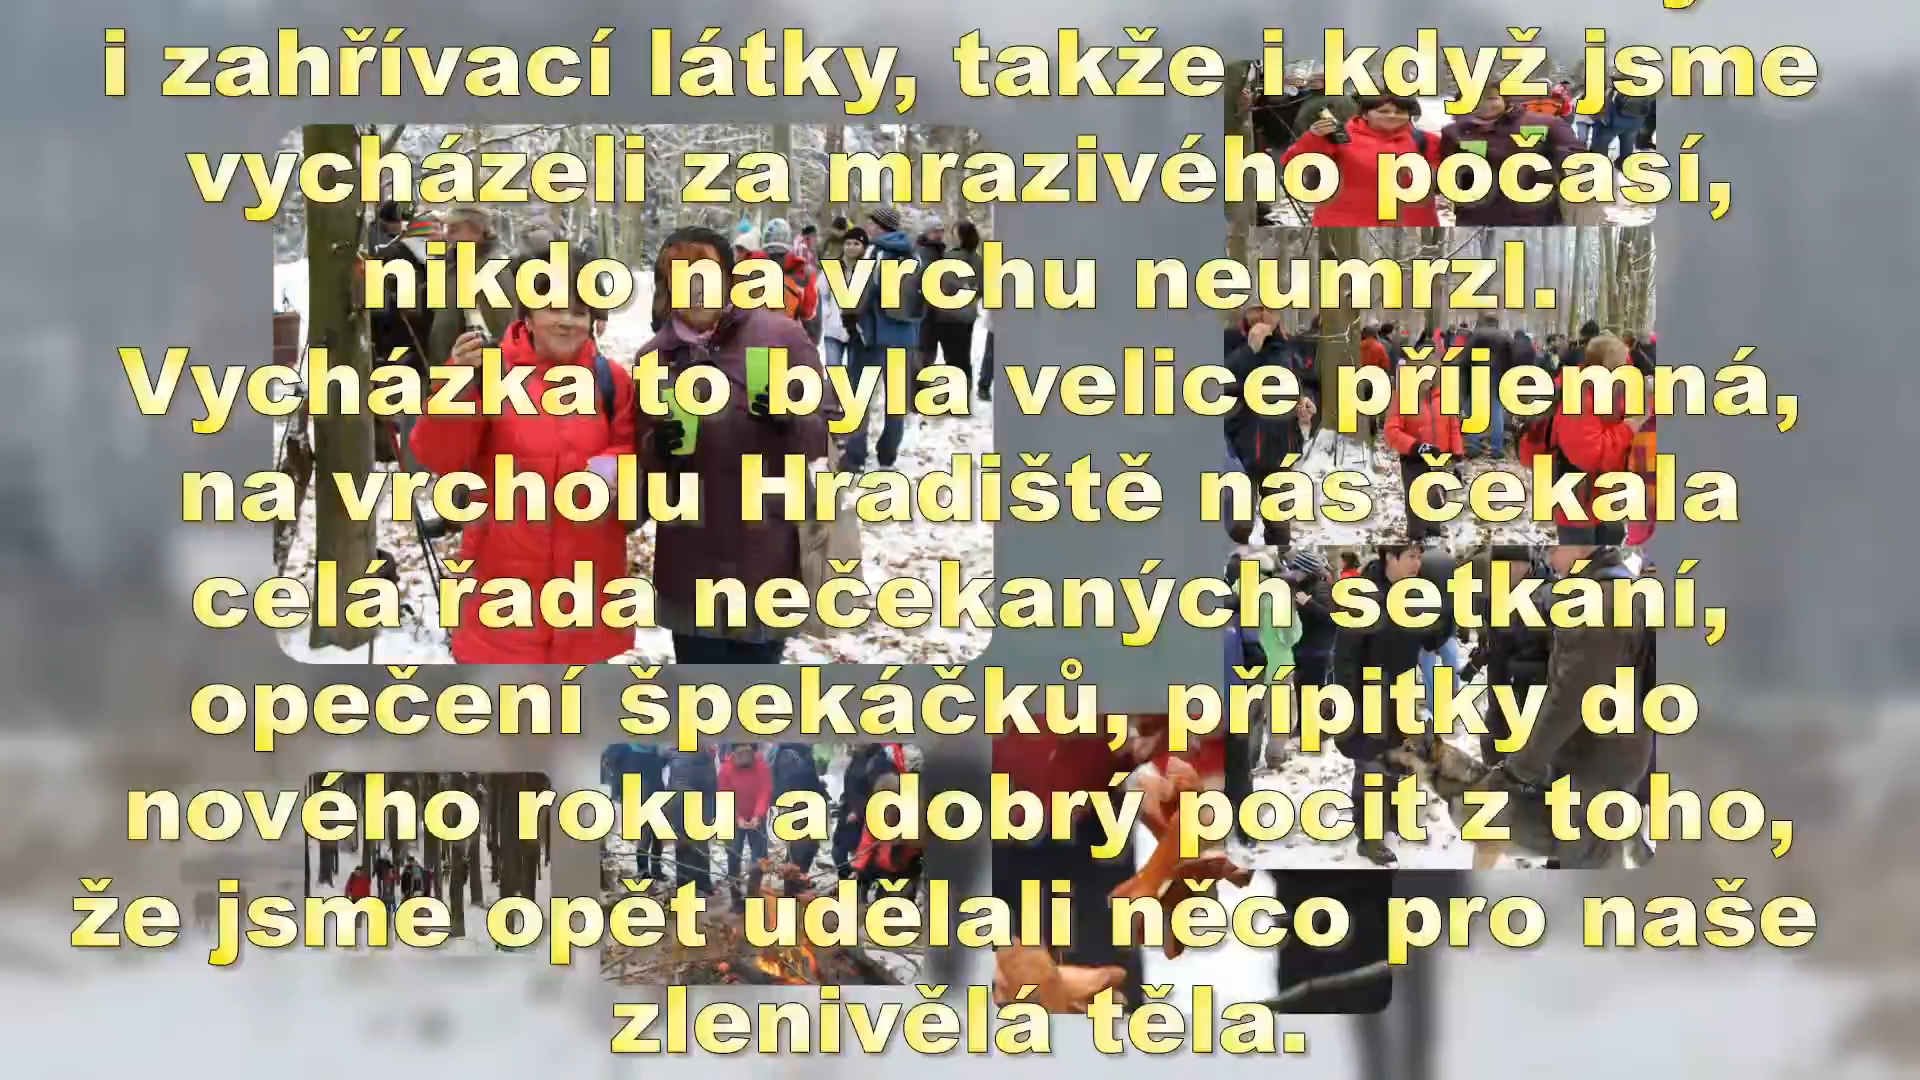 i zahřívací látky, takže i když jsme
vycházeli za mrazivého počasí,
nikdo na vrchu neumrzl.
Vycházka to byla velice příjemná,
na vrcholu Hradiště nás čekala
celá řada nečekaných setkání,
opečení špekáčků, přípitky do
nového roku a dobrý pocit z toho,
že jsme opět udělali něco pro naše
zlenivělá těla.